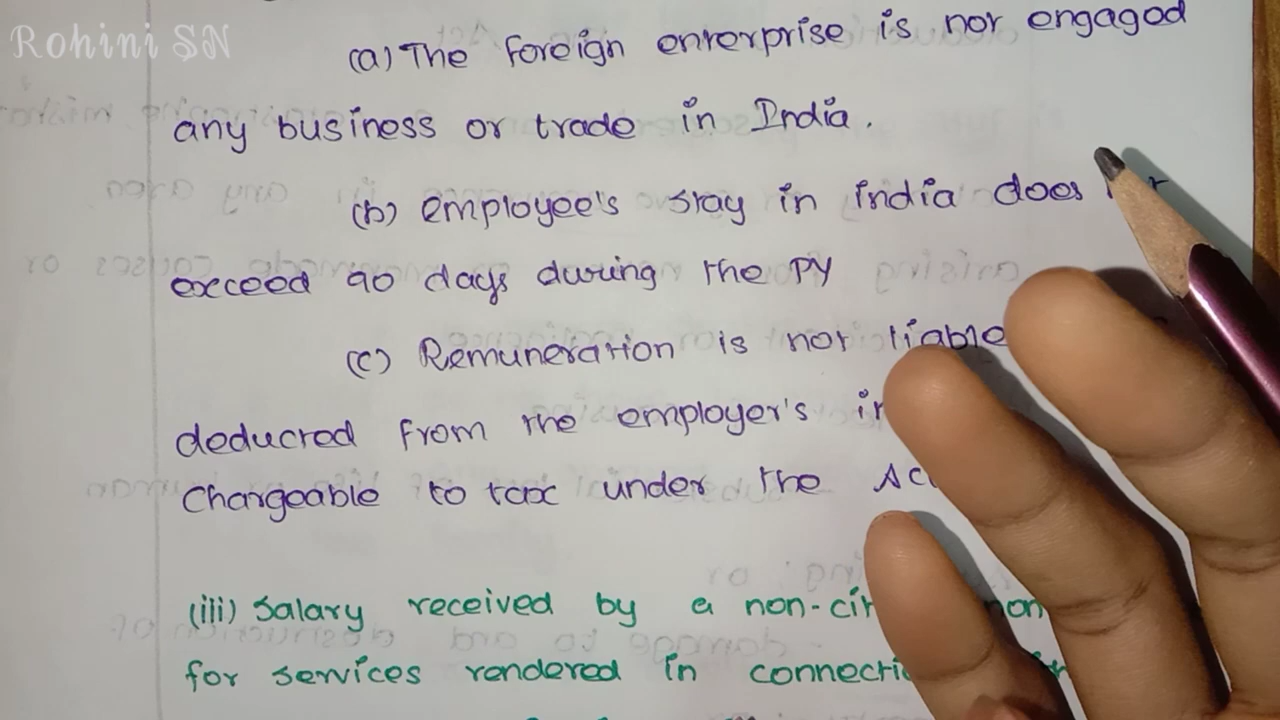 Rohini SN
(a) The foreign enterprise is not engaged
any business or trade in India.
(b) employee's stay in india does
exceed 90 days during the PY
(c) Remuneration is not liable
deducted from the employer's
Chargeable to tax under the
(iii) Salary received by a
for services rendered in